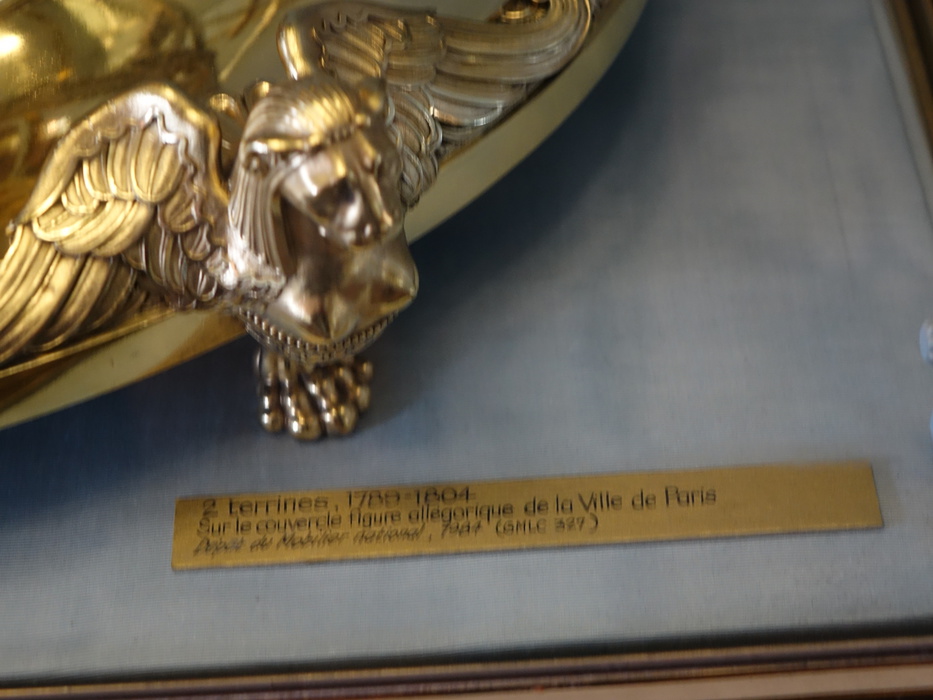 2 terrines, 1789-1804
Sur le couvercle figure allégorique de la Ville de Paris
Dépôt du Mobilier national, (GMLC 327)